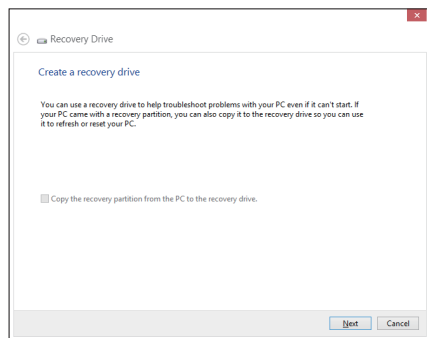 Recovery Drive
Create a recovery drive
You can use a recovery drive to help troubleshoot problems with your PC even if it can't start. If
your PC came with a recovery partition, you can also copy it to the recovery drive so you can use
it to refresh or reset your PC.
Copy the recovery partition from the PC to the recovery drive.
Next Cancel